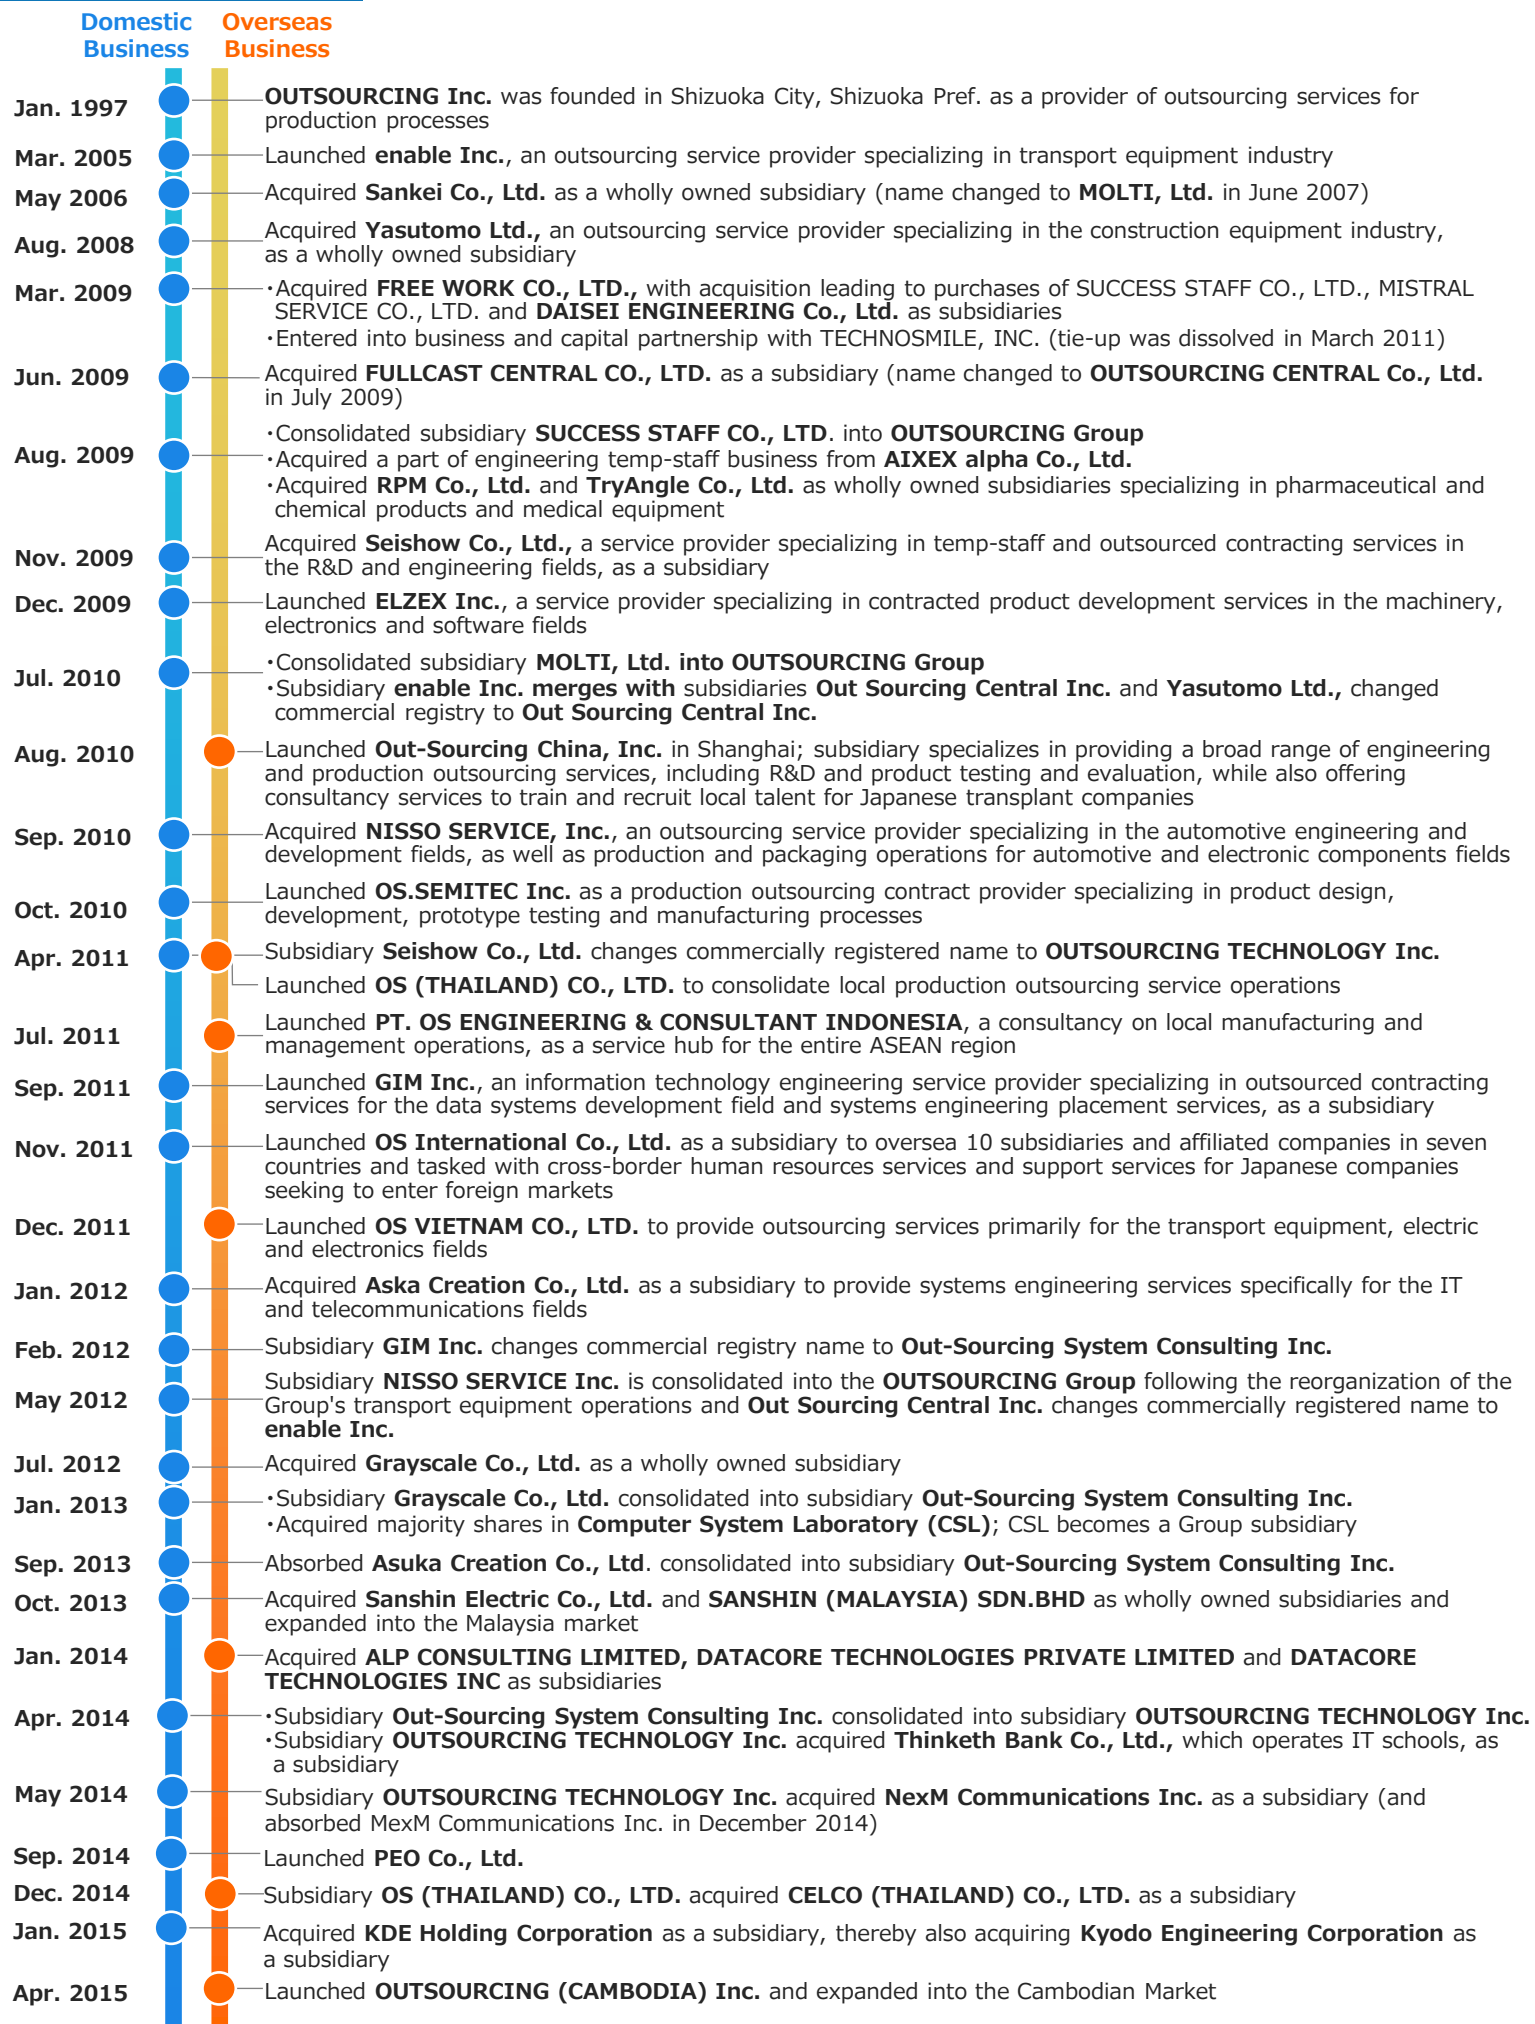 Domestic Business
Overseas Business
Jan. 1997
OUTSOURCING Inc. was founded in Shizuoka City, Shizuoka Pref. as a provider of outsourcing services for
production processes
Mar. 2005
Launched enable Inc., an outsourcing service provider specializing in transport equipment industry
May 2006
Acquired Sankei Co., Ltd. as a wholly owned subsidiary (name changed to MOLTI, Ltd. in June 2007)
Aug. 2008
Acquired Yasutomo Ltd., an outsourcing service provider specializing in the construction equipment industry,
as a wholly owned subsidiary
Mar. 2009
・Acquired FREE WORK CO., LTD., with acquisition leading to purchases of SUCCESS STAFF CO., LTD., MISTRAL
SERVICE CO., LTD. and DAISEI ENGINEERING Co., Ltd. as subsidiaries
・Entered into business and capital partnership with TECHNOSMILE, INC. (tie-up was dissolved in March 2011)
Jun. 2009
Acquired FULLCAST CENTRAL CO., LTD. as a subsidiary (name changed to OUTSOURCING CENTRAL Co., Ltd.
in July 2009)
Aug. 2009
・Consolidated subsidiary SUCCESS STAFF CO., LTD. into OUTSOURCING Group
・Acquired a part of engineering temp-staff business from AIXEX alpha Co., Ltd.
・Acquired RPM Co., Ltd. and TryAngle Co., Ltd. as wholly owned subsidiaries specializing in pharmaceutical and
chemical products and medical equipment
Nov. 2009
Acquired Seishow Co., Ltd., a service provider specializing in temp-staff and outsourced contracting services in
the R&D and engineering fields, as a subsidiary
Dec. 2009
Launched ELZEX Inc., a service provider specializing in contracted product development services in the machinery,
electronics and software fields
Jul. 2010
・Consolidated subsidiary MOLTI, Ltd. into OUTSOURCING Group
・Subsidiary enable Inc. merges with subsidiaries Out Sourcing Central Inc. and Yasutomo Ltd., changed
commercial registry to Out Sourcing Central Inc.
Aug. 2010
Launched Out-Sourcing China, Inc. in Shanghai; subsidiary specializes in providing a broad range of engineering
and production outsourcing services, including R&D and product testing and evaluation, while also offering
consultancy services to train and recruit local talent for Japanese transplant companies
Sep. 2010
Acquired NISSO SERVICE, Inc., an outsourcing service provider specializing in the automotive engineering and
development fields, as well as production and packaging operations for automotive and electronic components fields
Oct. 2010
Launched OS.SEMITEC Inc. as a production outsourcing contract provider specializing in product design,
development, prototype testing and manufacturing processes
Apr. 2011
Subsidiary Seishow Co., Ltd. changes commercially registered name to OUTSOURCING TECHNOLOGY Inc.
Launched OS (THAILAND) CO., LTD. to consolidate local production outsourcing service operations
Jul. 2011
Launched PT. OS ENGINEERING & CONSULTANT INDONESIA, a consultancy on local manufacturing and
management operations, as a service hub for the entire ASEAN region
Sep. 2011
Launched GIM Inc., an information technology engineering service provider specializing in outsourced contracting
services for the data systems development field and systems engineering placement services, as a subsidiary
Nov. 2011
Launched OS International Co., Ltd. as a subsidiary to oversea 10 subsidiaries and affiliated companies in seven
countries and tasked with cross-border human resources services and support services for Japanese companies
seeking to enter foreign markets
Dec. 2011
Launched OS VIETNAM CO., LTD. to provide outsourcing services primarily for the transport equipment, electric
and electronics fields
Jan. 2012
Acquired Aska Creation Co., Ltd. as a subsidiary to provide systems engineering services specifically for the IT
and telecommunications fields
Feb. 2012
Subsidiary GIM Inc. changes commercial registry name to Out-Sourcing System Consulting Inc.
May 2012
Subsidiary NISSO SERVICE Inc. is consolidated into the OUTSOURCING Group following the reorganization of the
Group's transport equipment operations and Out Sourcing Central Inc. changes commercially registered name to
enable Inc.
Jul. 2012
Acquired Grayscale Co., Ltd. as a wholly owned subsidiary
Jan. 2013
・Subsidiary Grayscale Co., Ltd. consolidated into subsidiary Out-Sourcing System Consulting Inc.
・Acquired majority shares in Computer System Laboratory (CSL); CSL becomes a Group subsidiary
Sep. 2013
Absorbed Asuka Creation Co., Ltd. consolidated into subsidiary Out-Sourcing System Consulting Inc.
Oct. 2013
Acquired Sanshin Electric Co., Ltd. and SANSHIN (MALAYSIA) SDN.BHD as wholly owned subsidiaries and
expanded into the Malaysia market
Jan. 2014
Acquired ALP CONSULTING LIMITED, DATACORE TECHNOLOGIES PRIVATE LIMITED and DATACORE
TECHNOLOGIES INC as subsidiaries
Apr. 2014
・Subsidiary Out-Sourcing System Consulting Inc. consolidated into subsidiary OUTSOURCING TECHNOLOGY Inc.
・Subsidiary OUTSOURCING TECHNOLOGY Inc. acquired Thinketh Bank Co., Ltd., which operates IT schools, as
a subsidiary
May 2014
Subsidiary OUTSOURCING TECHNOLOGY Inc. acquired NexM Communications Inc. as a subsidiary (and
absorbed MexM Communications Inc. in December 2014)
Sep. 2014
Launched PEO Co., Ltd.
Dec. 2014
Subsidiary OS (THAILAND) CO., LTD. acquired CELCO (THAILAND) CO., LTD. as a subsidiary
Jan. 2015
Acquired KDE Holding Corporation as a subsidiary, thereby also acquiring Kyodo Engineering Corporation as
a subsidiary
Apr. 2015
Launched OUTSOURCING (CAMBODIA) Inc. and expanded into the Cambodian Market